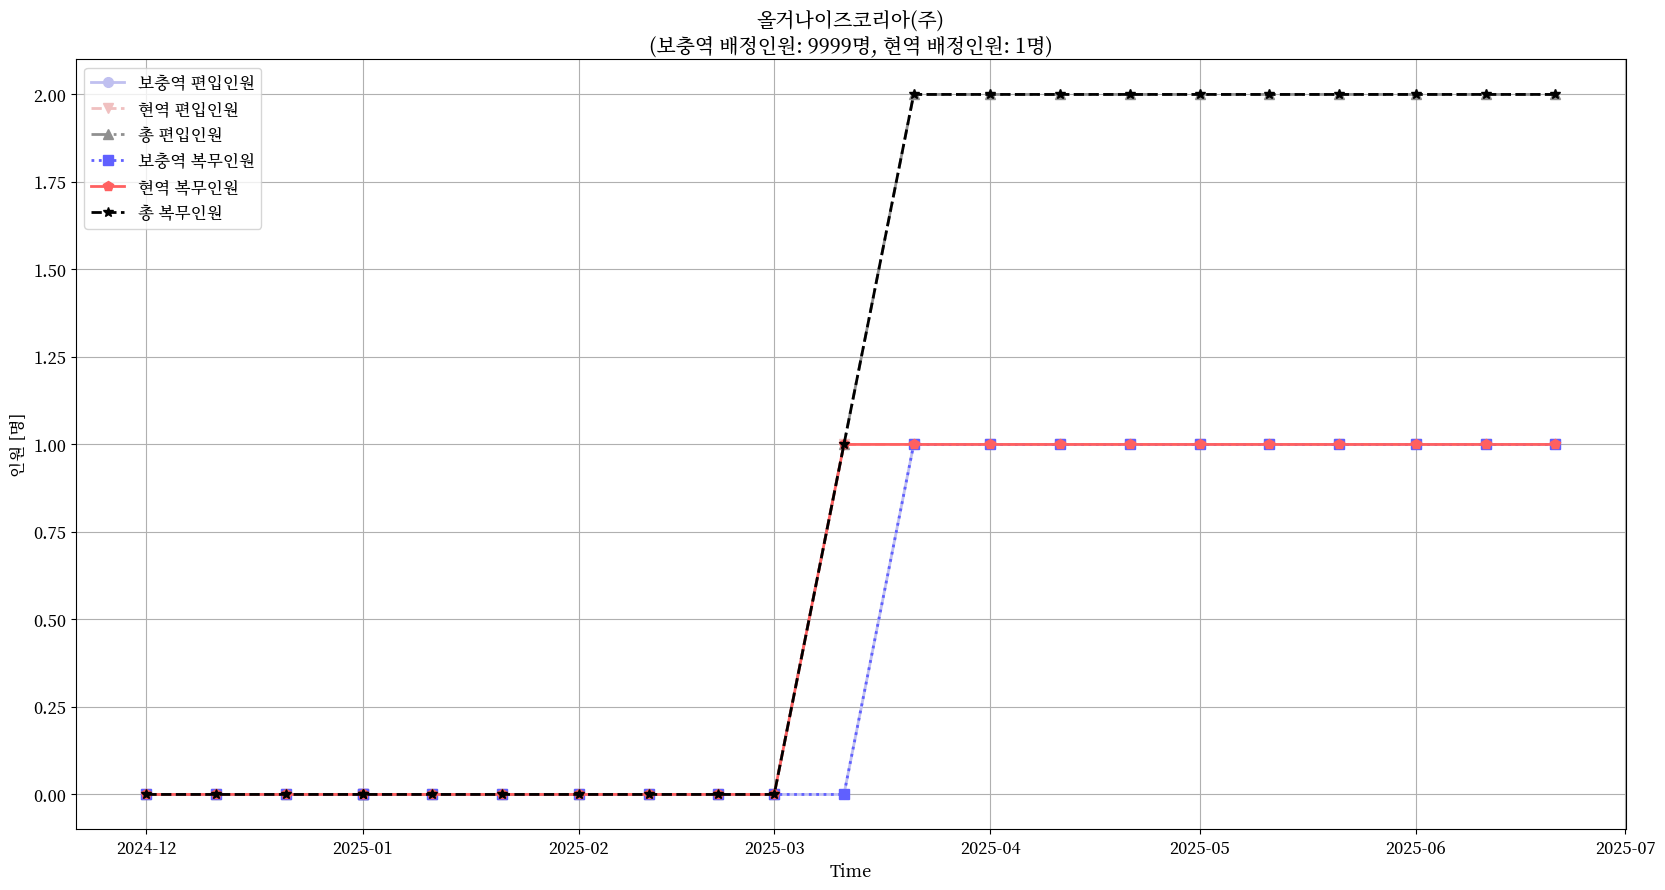 올거나이즈코리아(주)
(보충역 배정인원: 9999명, 현역 배정인원: 1명)
보충역 편입인원
현역 편입인원
총 편입인원
보충역 복무인원
현역 복무인원
총 복무인원
2.00
1.75
1.50
1.25
1.00
0.75
0.50
0.25
0.00
인원 [명]
2024-12
2025-01
2025-02
2025-03
2025-04
2025-05
2025-06
2025-07
Time